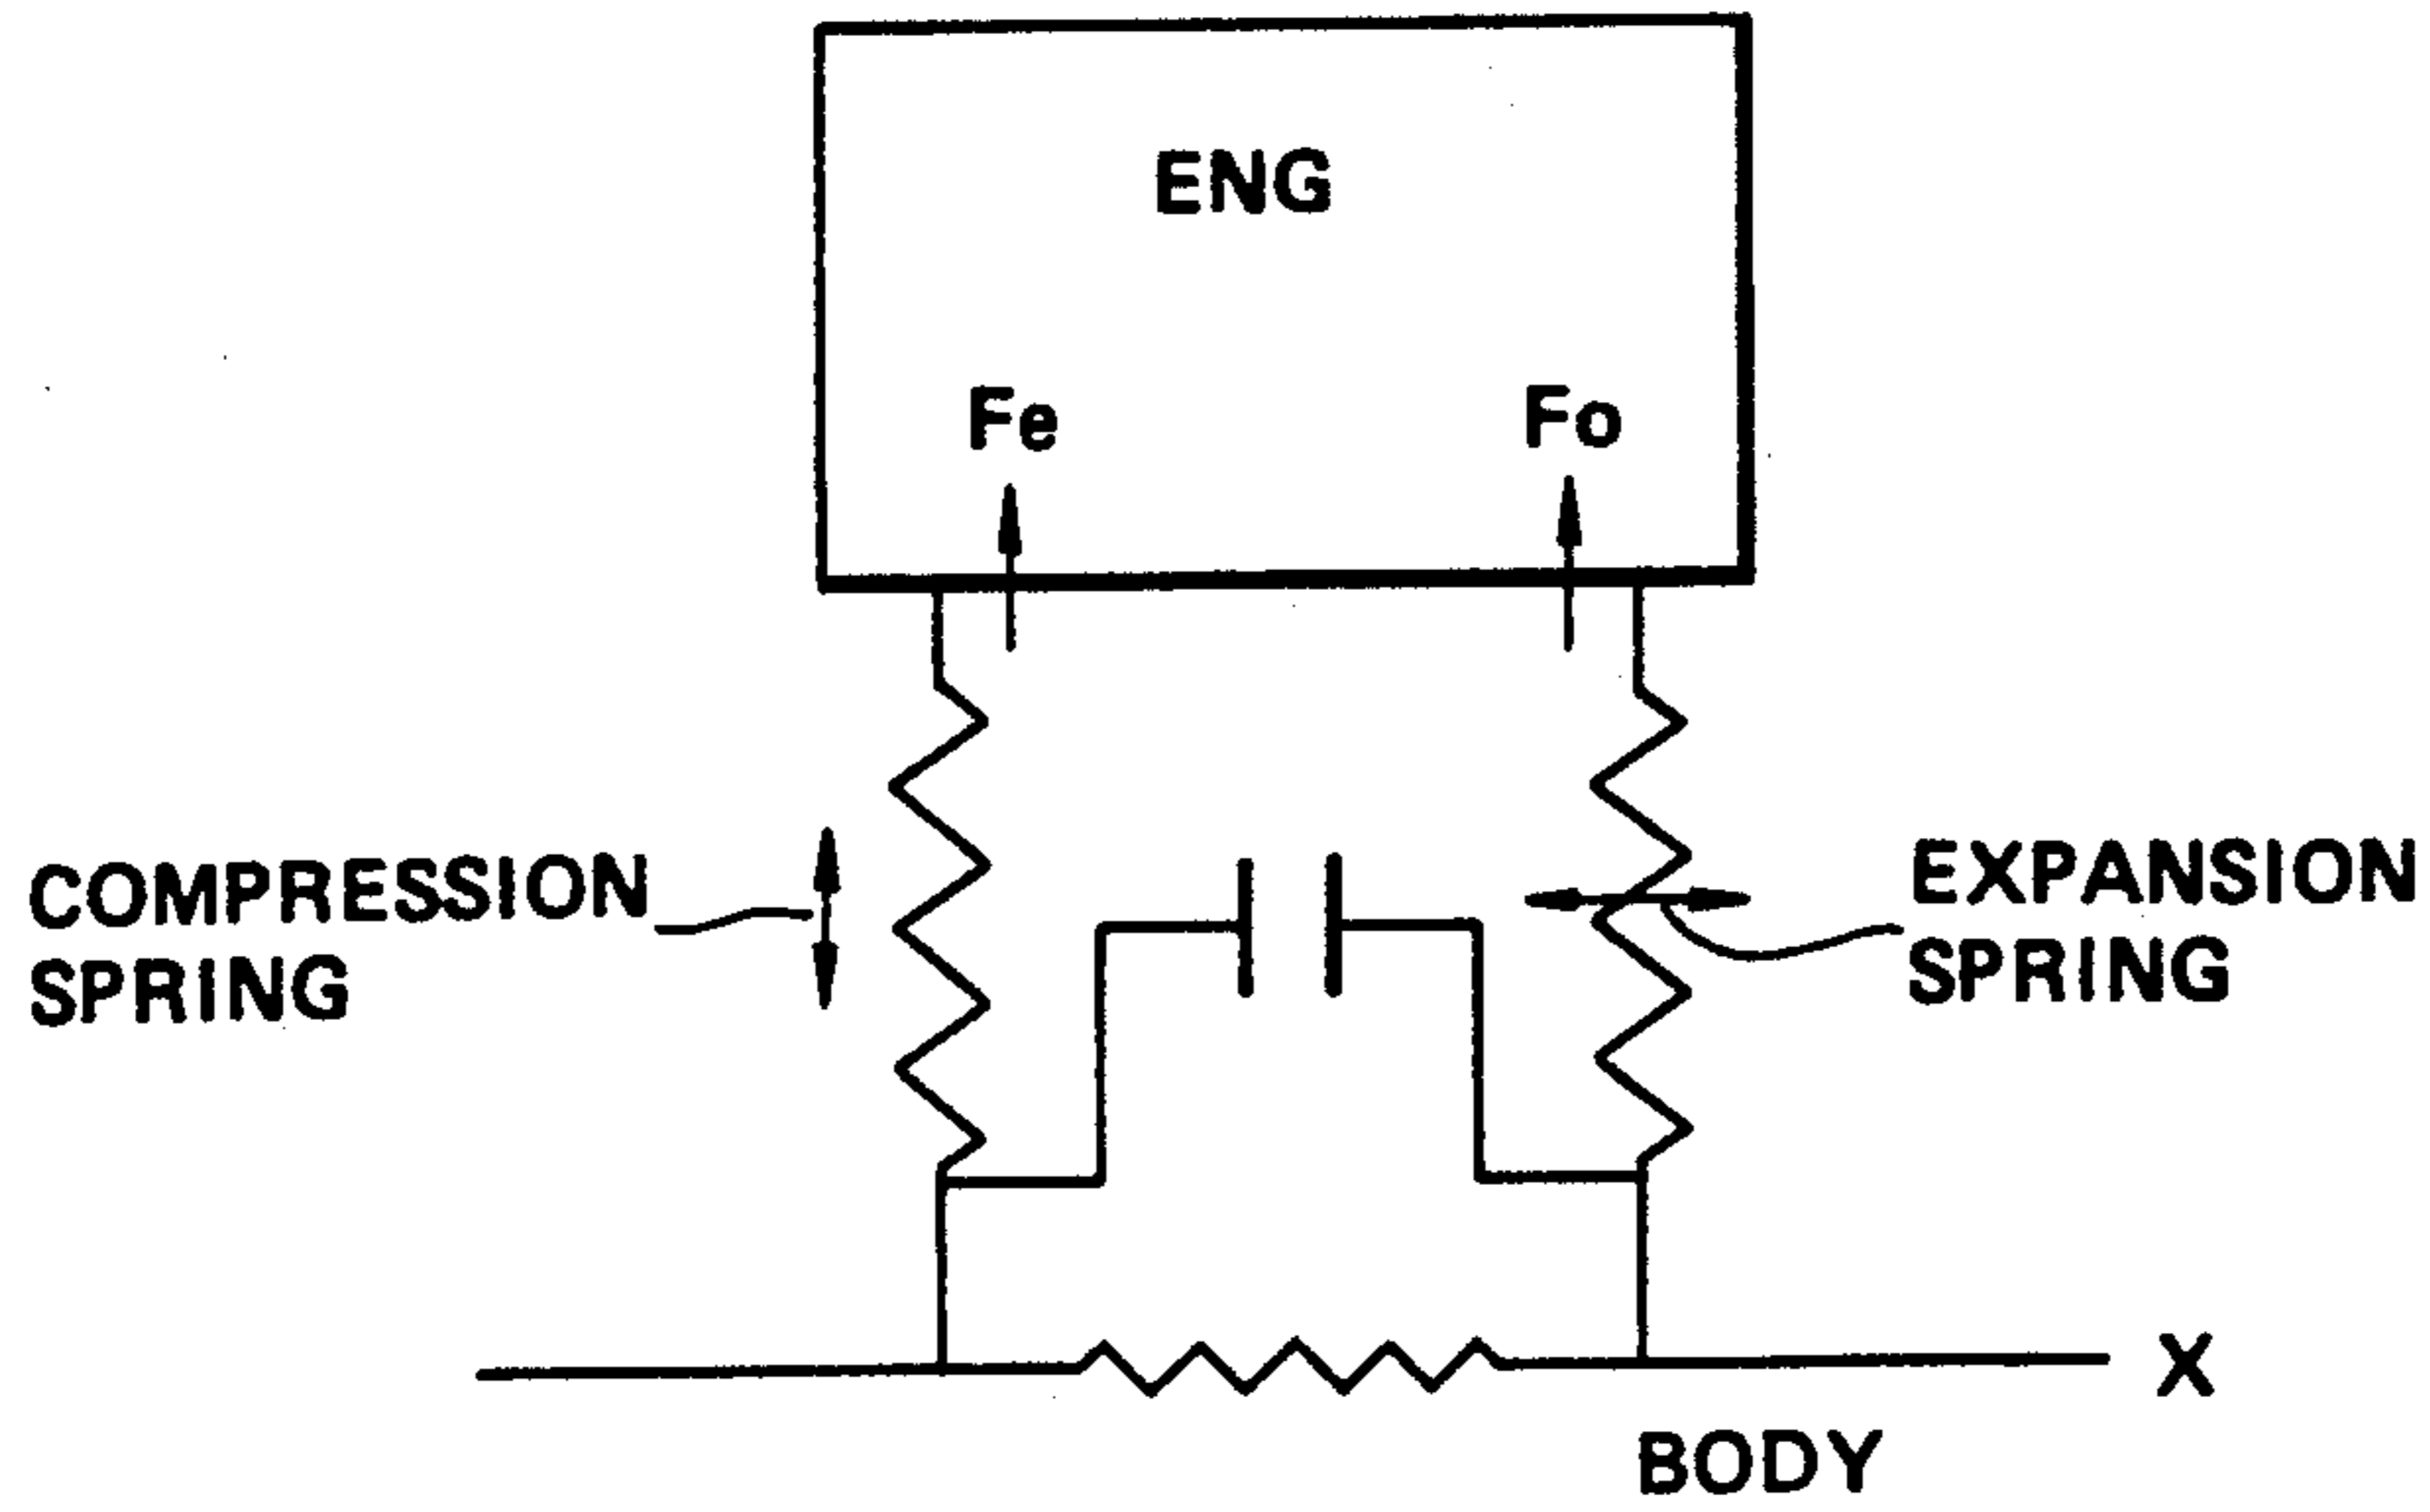 ENG
Fe
Fo
COMPRESSION
SPRING
EXPANSION
SPRING
X
BODY